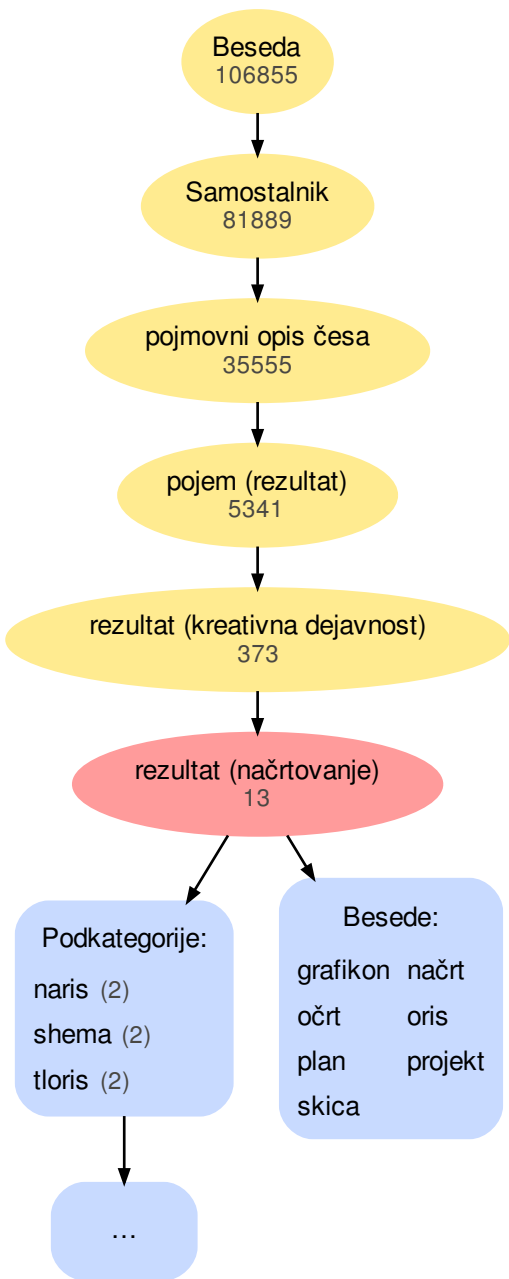 Beseda
106855
Samostalnik
81889
pojmovni opis česa
35555
pojem (rezultat)
5341
rezultat (kreativna dejavnost)
373
rezultat (načrtovanje)
13
Podkategorije:
naris (2)
shema (2)
tloris (2)
...
Besede:
grafikon načrt
očrt oris
plan projekt
skica